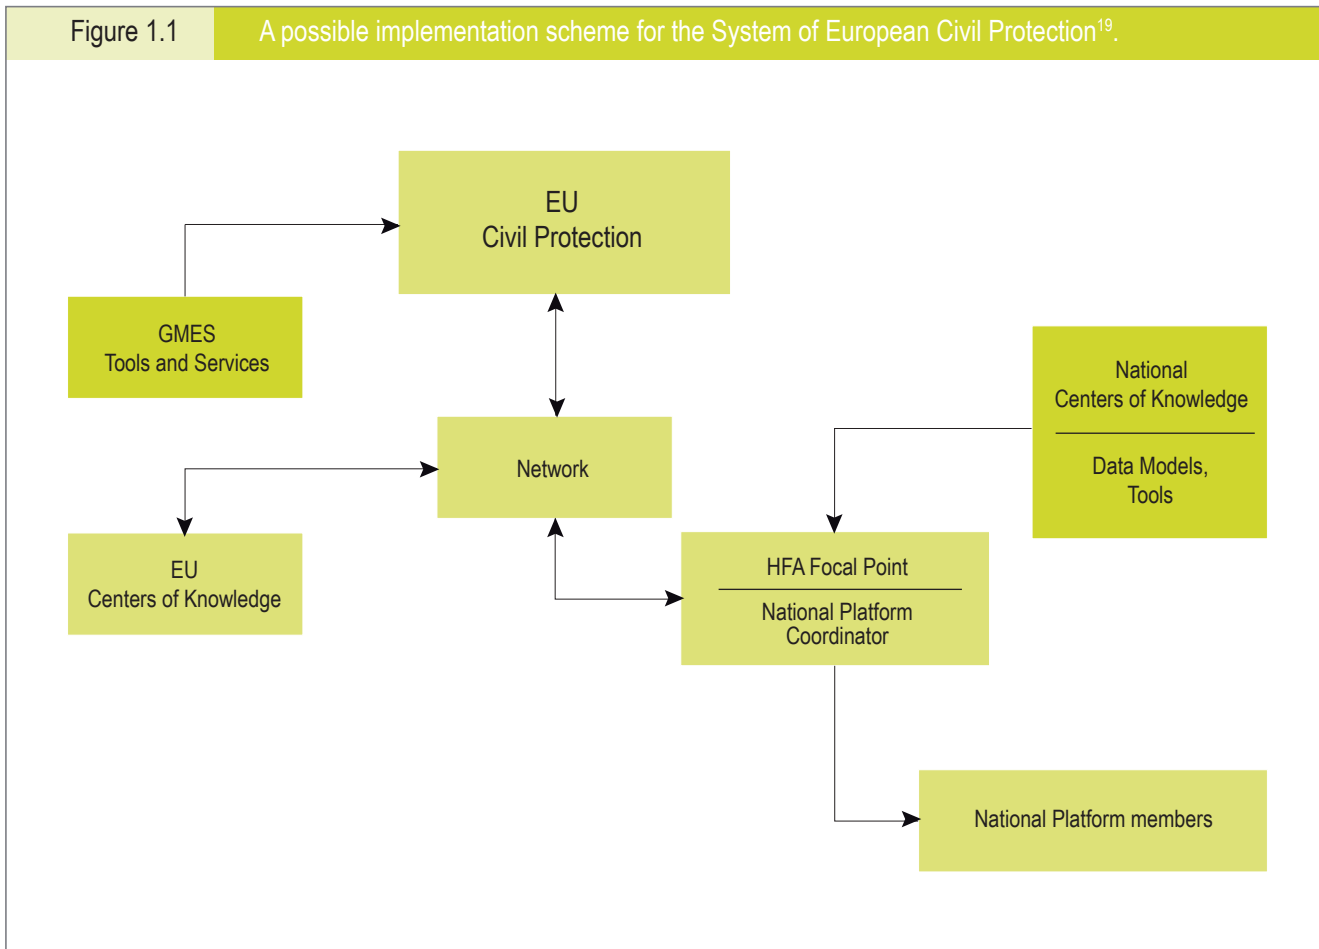 Figure 1.1
A possible implementation scheme for the System of European Civil Protection¹⁹.
EU
Civil Protection
GMES
Tools and Services
National
Centers of Knowledge
Data Models,
Tools
Network
EU
Centers of Knowledge
HFA Focal Point
National Platform
Coordinator
National Platform members